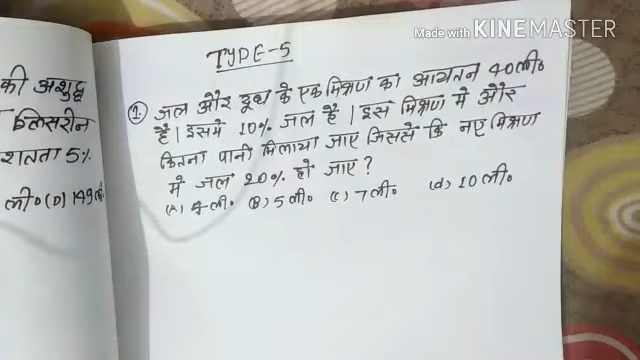 Made with KINEMASTER
TYPE-5
की अशुद्ध
ग्लिसरीन
शतता 5%
ली० (D) 149 ली०
① जल और दूध के एक मिश्रण का आयतन 40 ली०
है। इसमे 10% जल है। इस मिश्रण मे और
कितना पानी मिलाया जाए जिससे कि नए मिश्रण
मे जल 20% हो जाए ?
(A) 4 ली० (B) 5 ली० (C) 7 ली० (d) 10 ली०